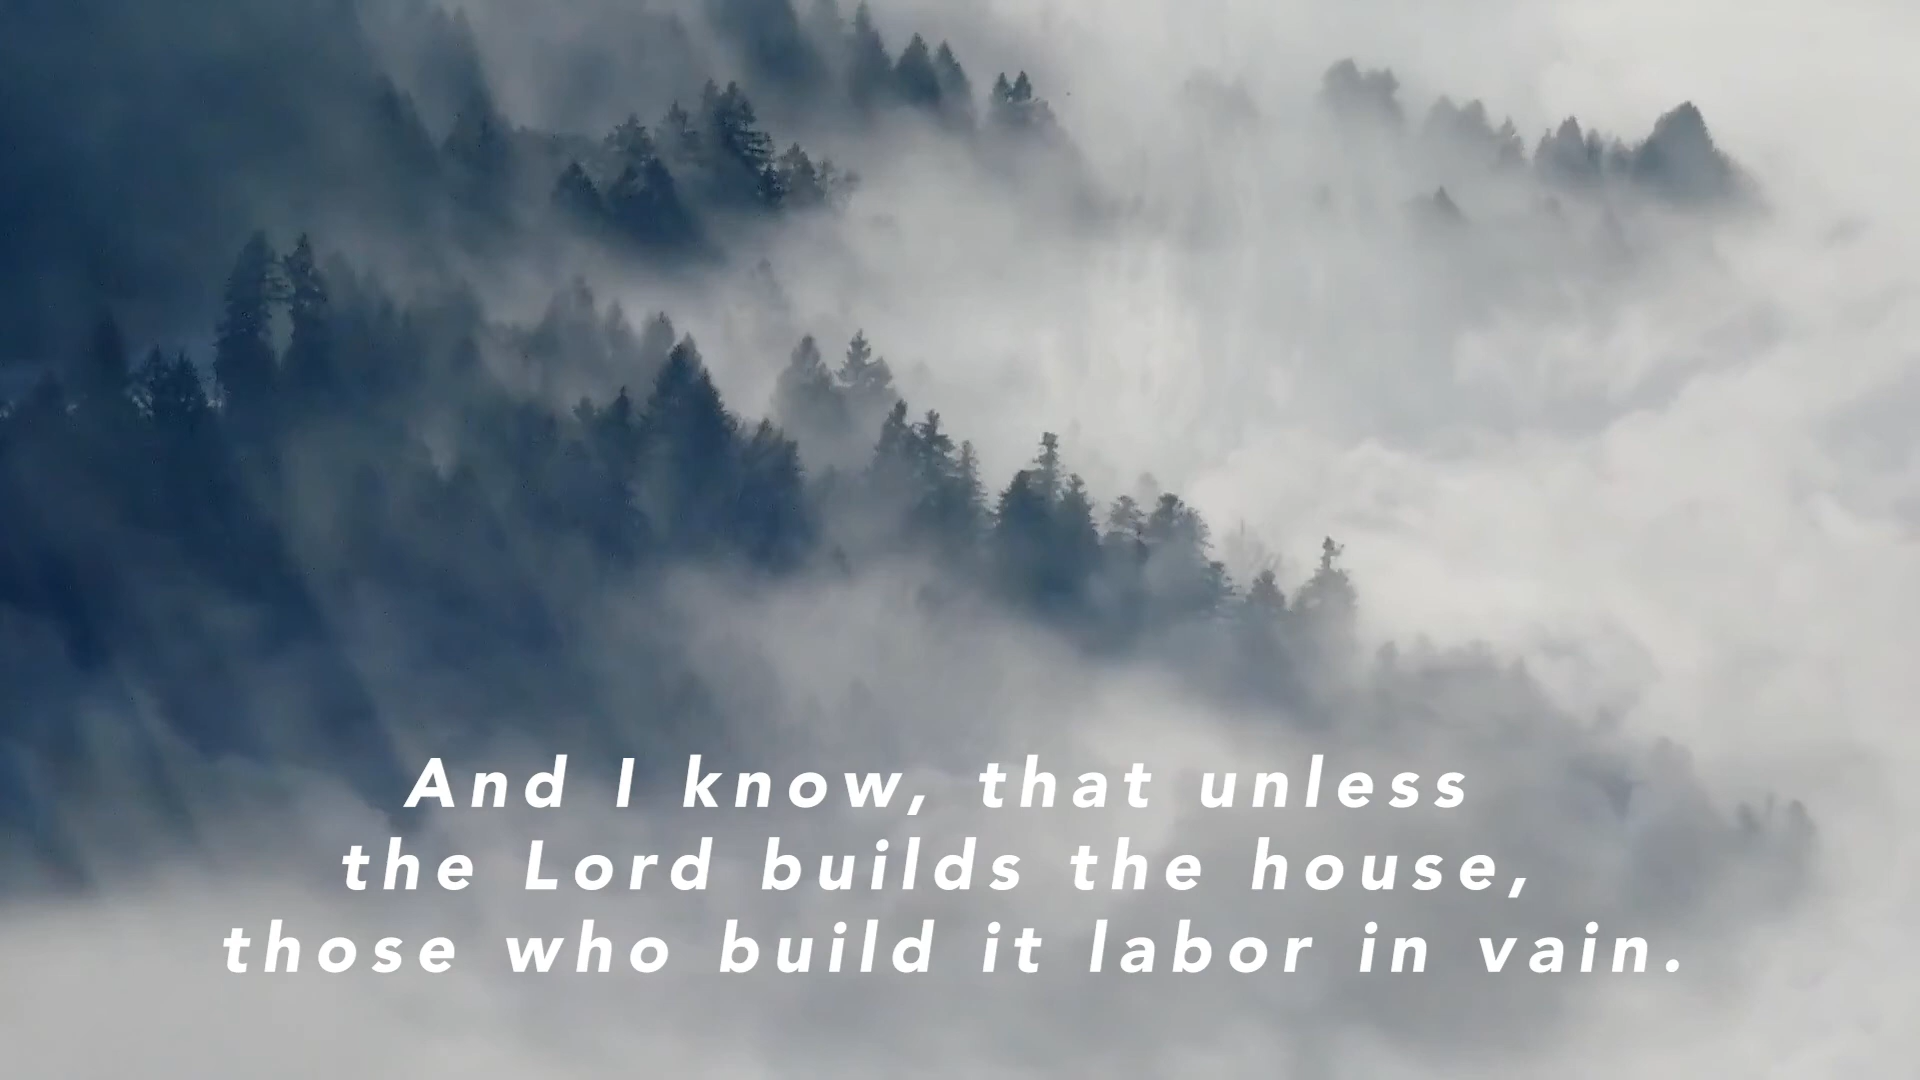 And I know, that unless
the Lord builds the house,
those who build it labor in vain.